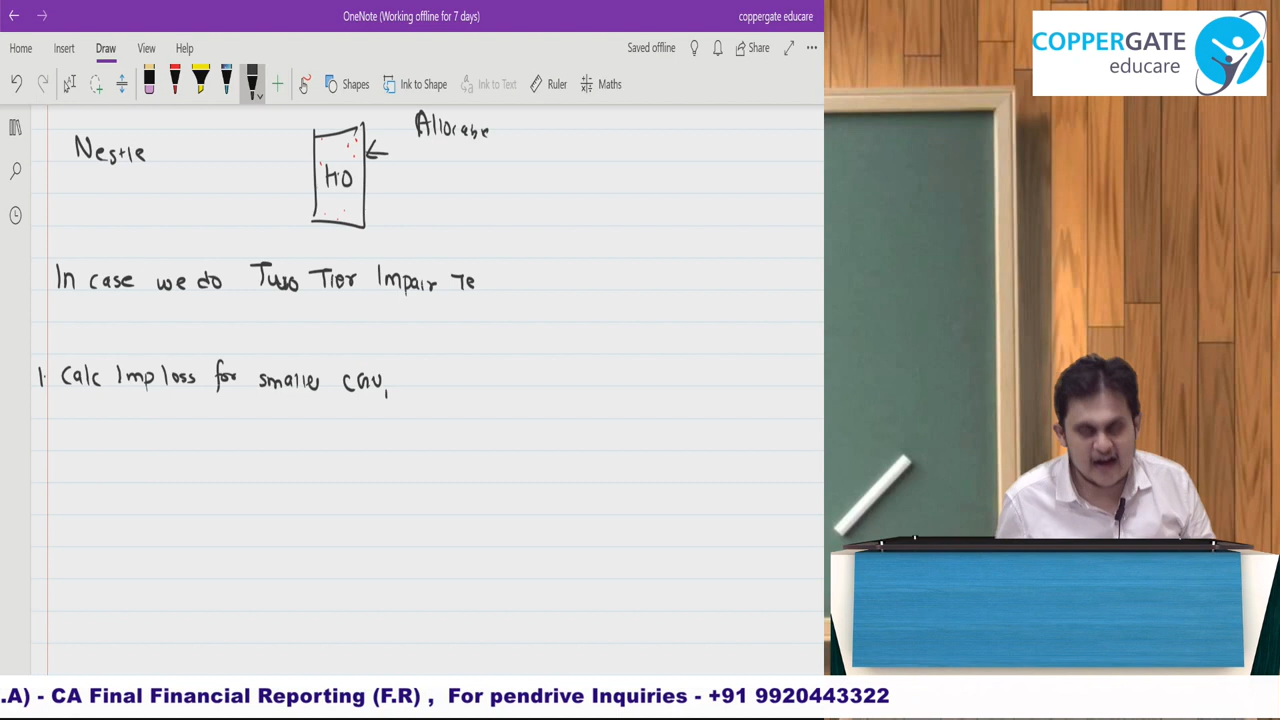 OneNote (Working offline for 7 days)
coppergate educare
Home Insert Draw View Help
Saved offline
Share
Shapes
Ink to Shape
Ink to Text
Ruler
Maths
COPPERGATE
educare
Nestle
HO
In case we do Two Tier Impair Te
1. Calc Imp loss for smaller CGU,
.A) - CA Final Financial Reporting (F.R) , For pendrive Inquiries - +91 9920443322